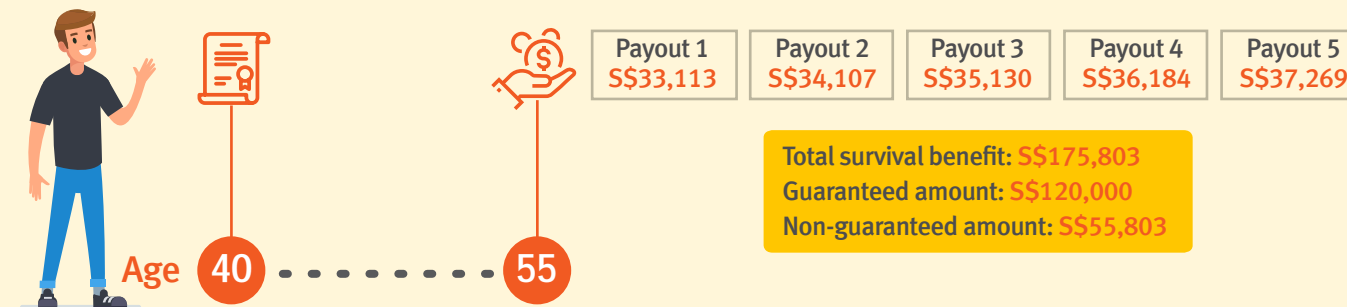 Payout 1
S$33,113
Payout 2
S$34,107
Payout 3
S$35,130
Payout 4
S$36,184
Payout 5
S$37,269
$
Total survival benefit: S$175,803
Guaranteed amount: S$120,000
Non-guaranteed amount: S$55,803
Age 40 55